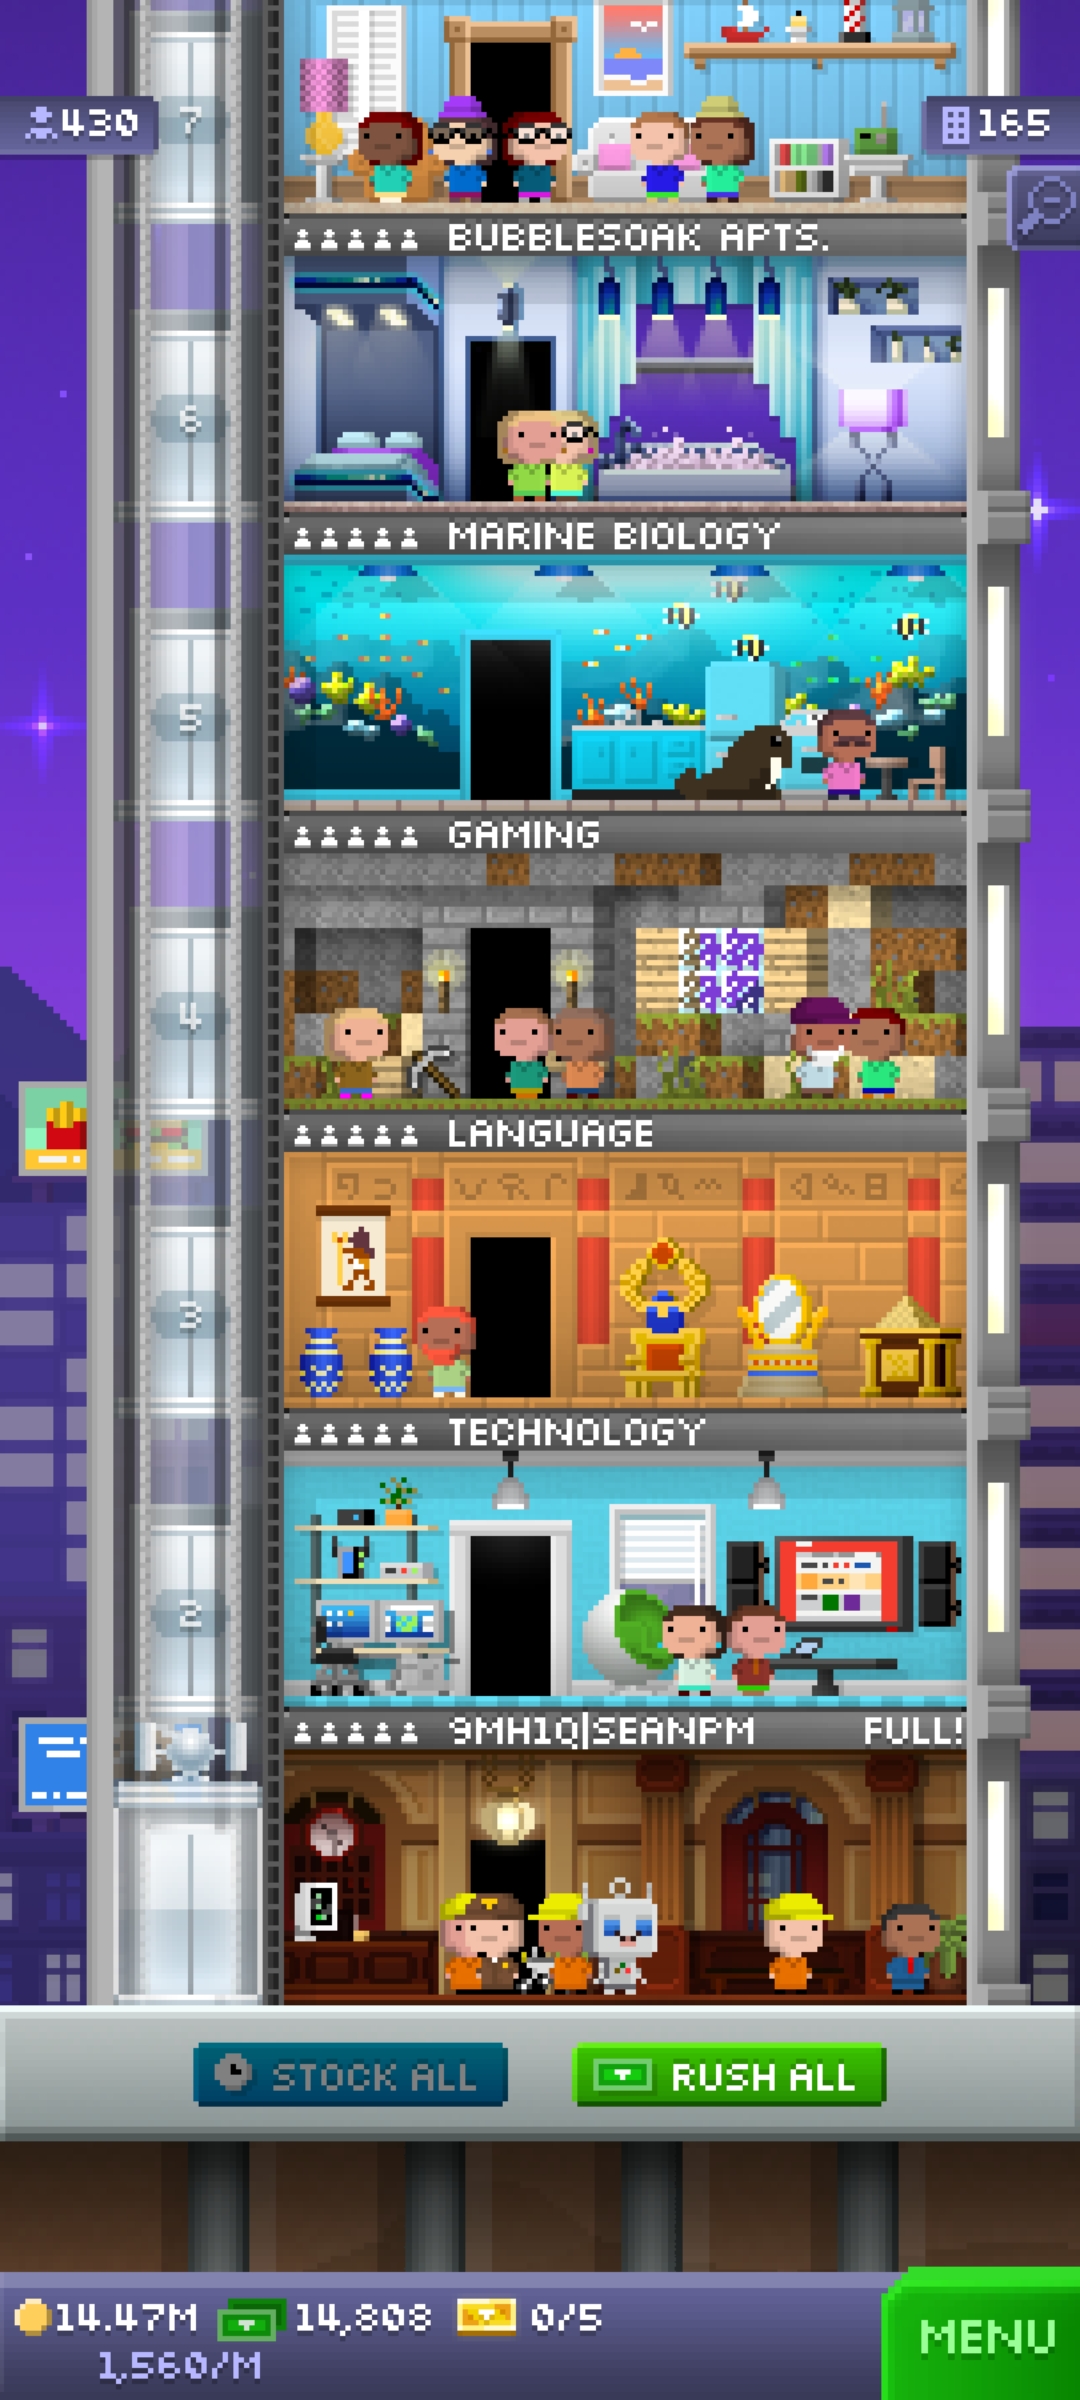 7
430
165
BUBBLESOAK APTS.
6
MARINE BIOLOGY
5
GAMING
4
LANGUAGE
3
TECHNOLOGY
2
9MH1Q|SEANPM FULL!
STOCK ALL
RUSH ALL
14.47M 14,808 0/5
1,560/M
MENU